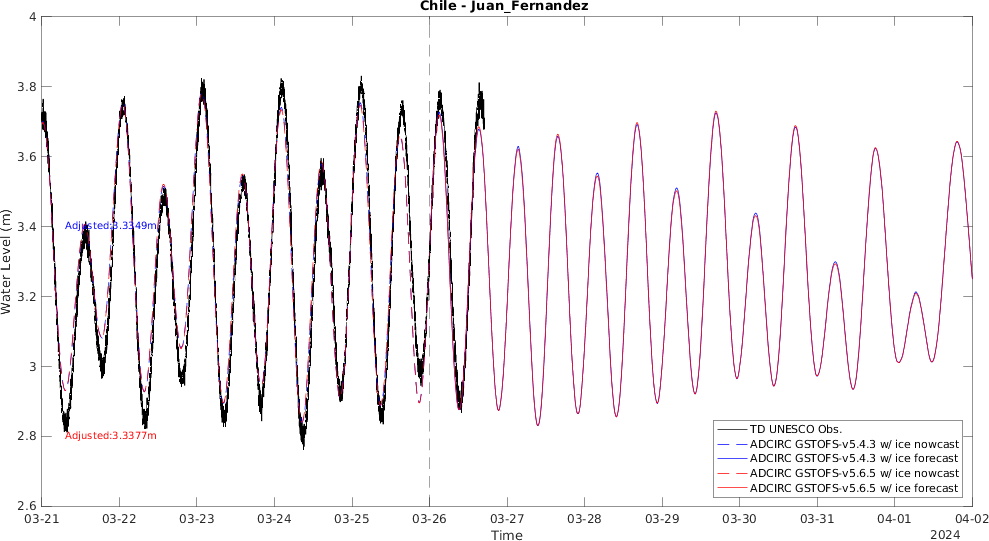 Chile - Juan_Fernandez
4
3.8
3.6
3.4
3.2
3
2.8
2.6
Water Level (m)
Adjusted:3.3349m
Adjusted:3.3377m
TD UNESCO Obs.
ADCIRC GSTOFS-v5.4.3 w/ ice nowcast
ADCIRC GSTOFS-v5.4.3 w/ ice forecast
ADCIRC GSTOFS-v5.6.5 w/ ice nowcast
ADCIRC GSTOFS-v5.6.5 w/ ice forecast
03-21 03-22 03-23 03-24 03-25 03-26 03-27 03-28 03-29 03-30 03-31 04-01 04-02
Time
2024